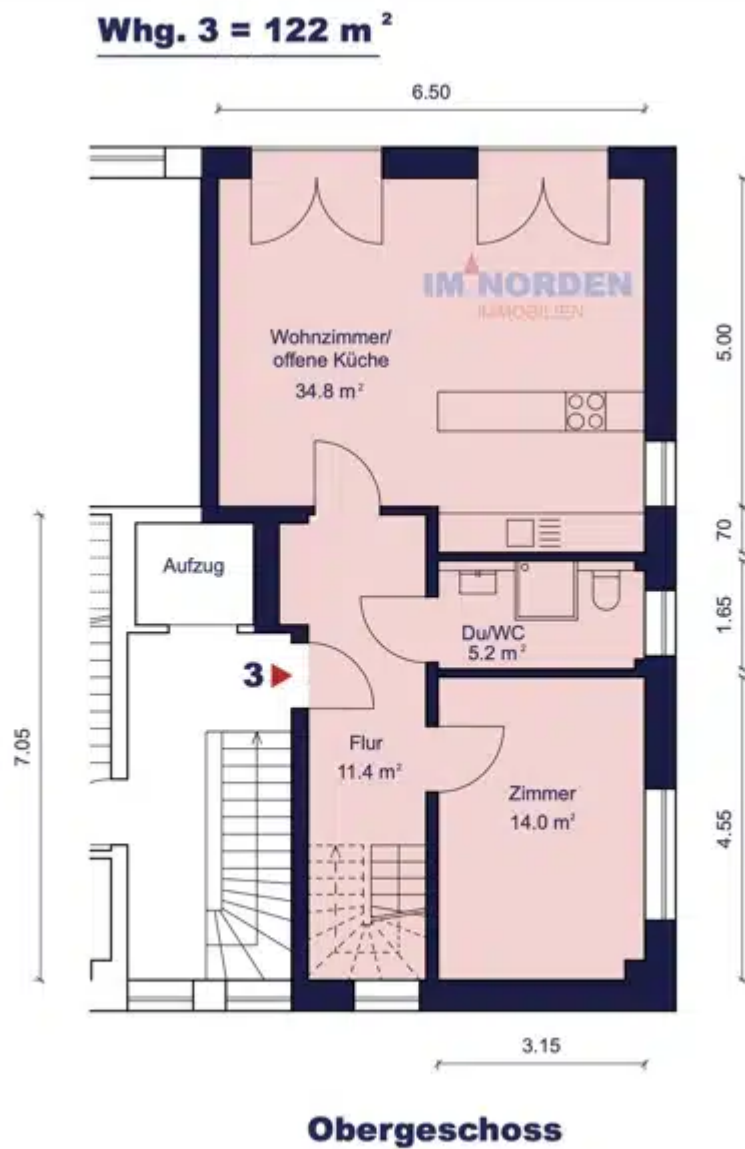 Whg. 3 = 122 m²
6.50
IM NORDEN
IMMOBILIEN
Wohnzimmer/
offene Küche
34.8 m²
5.00
70
Aufzug
Du/WC
5.2 m²
1.65
3
7.05
Flur
11.4 m²
Zimmer
14.0 m²
4.55
3.15
Obergeschoss